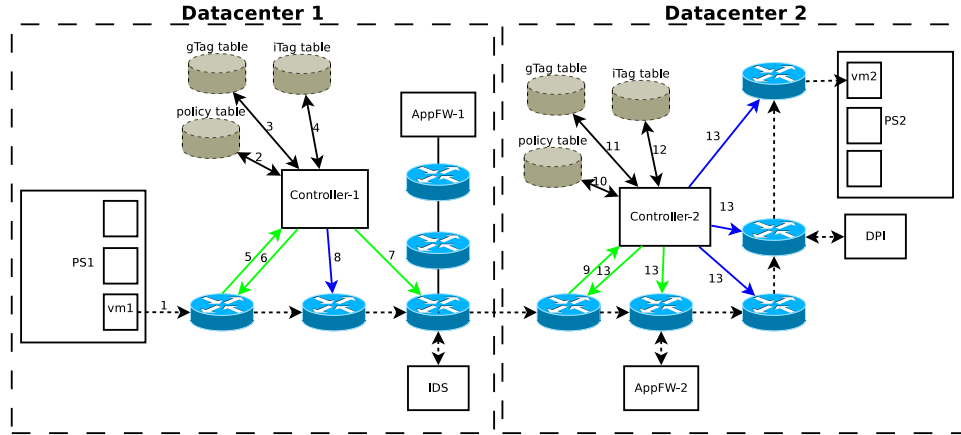 Datacenter 1
Datacenter 2
gTag table
iTag table
policy table
3
4
2
AppFW-1
Controller-1
PS1
vm1
1
5
6
8
7
IDS
gTag table
iTag table
policy table
11
12
10
13
vm2
PS2
Controller-2
13
DPI
9
13
13
13
AppFW-2